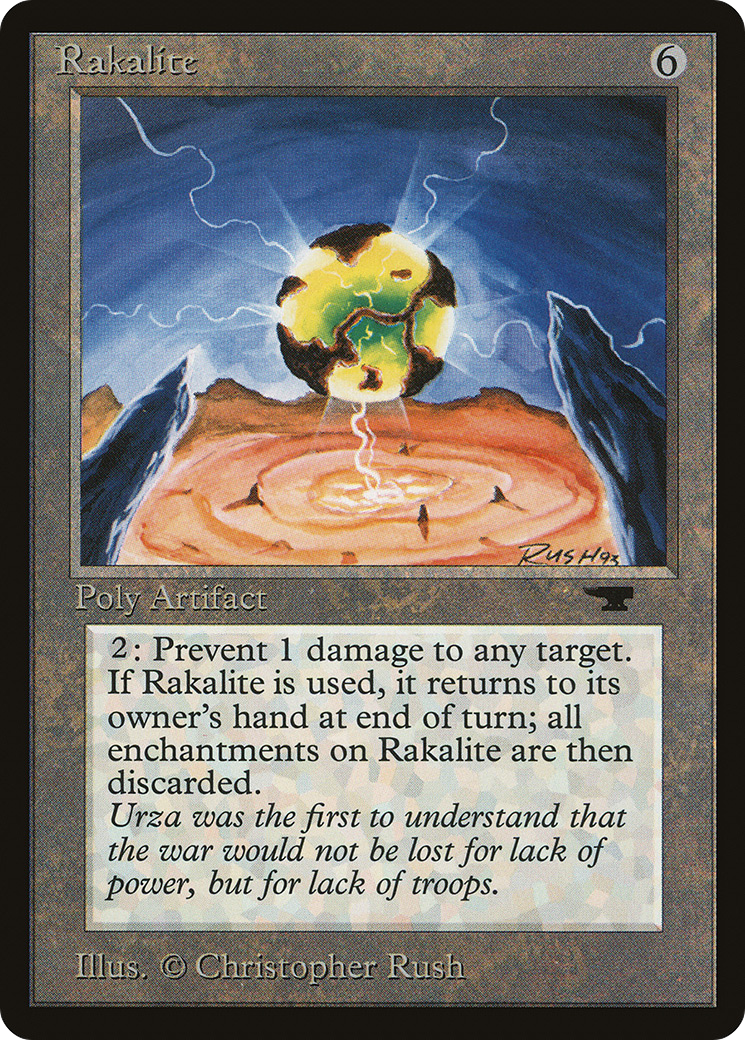 Rakalite 6
RUSH93
Poly Artifact
2: Prevent 1 damage to any target.
If Rakalite is used, it returns to its
owner's hand at end of turn; all
enchantments on Rakalite are then
discarded.
Urza was the first to understand that
the war would not be lost for lack of
power, but for lack of troops.
Illus. © Christopher Rush